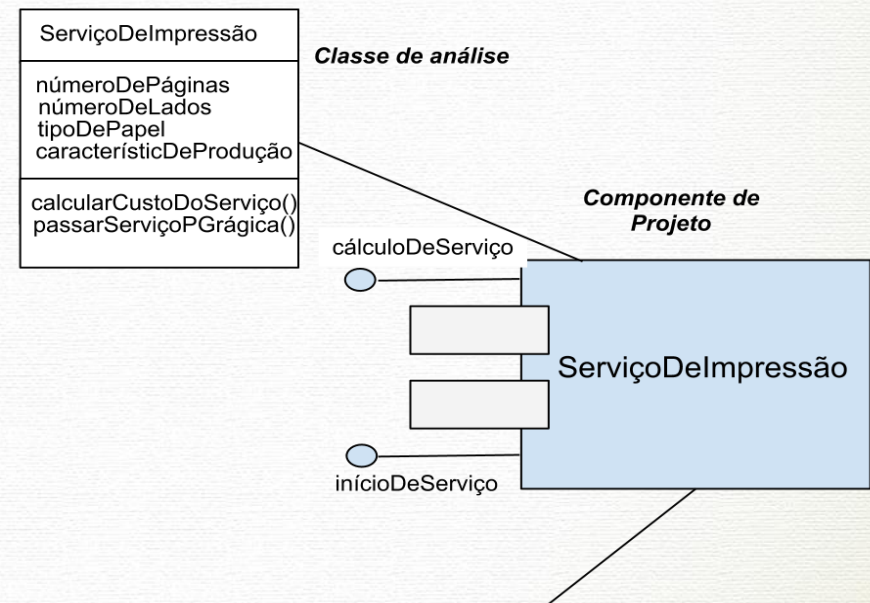 ServiçoDeImpressão
Classe de análise
númeroDePáginas
númeroDeLados
tipoDePapel
característicDeProdução
calcularCustoDoServiço()
passarServiçoPGrágica()
Componente de
Projeto
cálculoDeServiço
ServiçoDeImpressão
inícioDeServiço